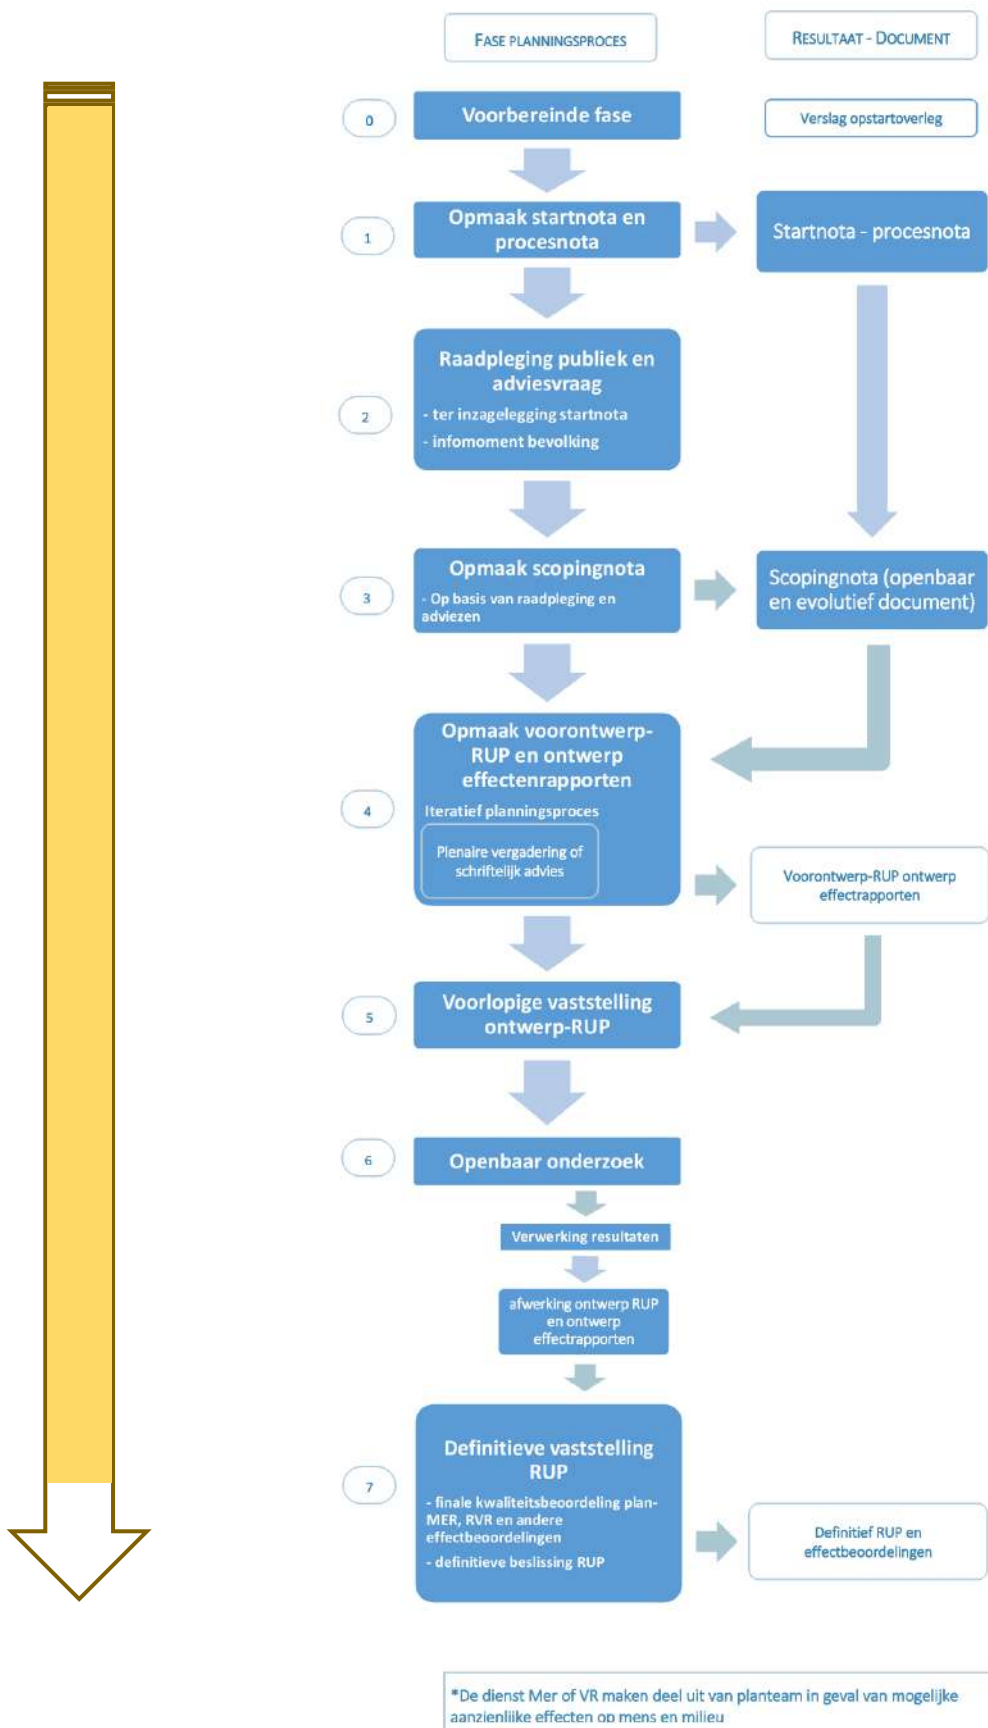 FASE PLANNINGSPROCES
RESULTAAT - DOCUMENT
0
Voorbereinde fase
Verslag opstartoverleg
1
Opmaak startnota en
procesnota
Startnota - procesnota
2
Raadpleging publiek en
adviesvraag
- ter inzagelegging startnota
- infomoment bevolking
3
Opmaak scopingnota
- Op basis van raadpleging en
adviezen
Scopingnota (openbaar
en evolutief document)
4
Opmaak voorontwerp-
RUP en ontwerp
effectenrapporten
Iteratief planningsproces
Plenaire vergadering of
schriftelijk advies
Voorontwerp-RUP ontwerp
effectrapporten
5
Voorlopige vaststelling
ontwerp-RUP
6
Openbaar onderzoek
Verwerking resultaten
afwerking ontwerp RUP
en ontwerp
effectrapporten
7
Definitieve vaststelling
RUP
- finale kwaliteitsbeoordeling plan-
MER, RVR en andere
effectbeoordelingen
- definitieve beslissing RUP
Definitief RUP en
effectbeoordelingen
*De dienst Mer of VR maken deel uit van planteam in geval van mogelijke
aanzienlijke effecten op mens en milieu